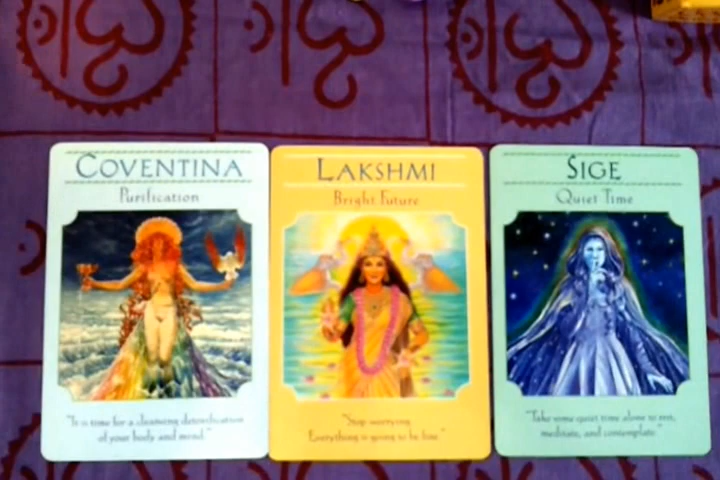 COVENTINA
Purification
"It is time for a cleansing detoxification
of your body and mind."
LAKSHMI
Bright Future
"Stop worrying.
Everything is going to be fine."
SIGE
Quiet Time
"Take some quiet time alone to rest,
meditate, and contemplate."